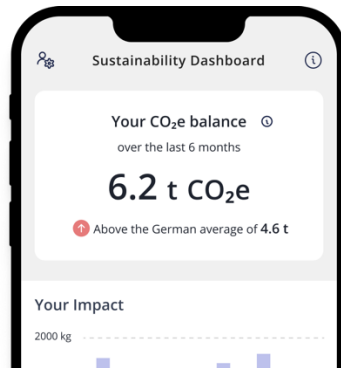 Sustainability Dashboard
Your CO₂e balance
over the last 6 months
6.2 t CO₂e
Above the German average of 4.6 t
Your Impact
2000 kg